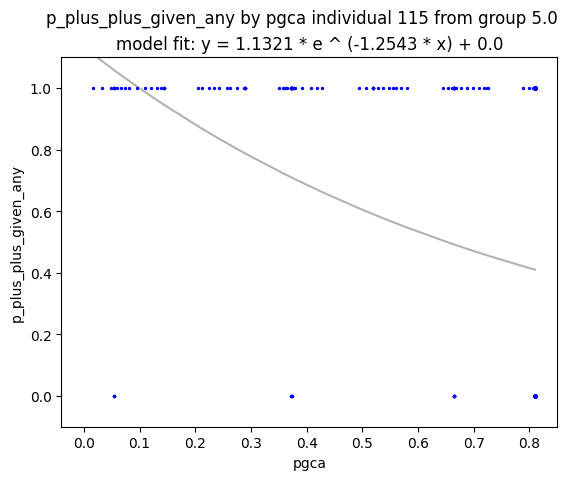 p_plus_plus_given_any by pgca individual 115 from group 5.0
model fit: y = 1.1321 * e ^ (-1.2543 * x) + 0.0
p_plus_plus_given_any
1.0
0.8
0.6
0.4
0.2
0.0
0.0 0.1 0.2 0.3 0.4 0.5 0.6 0.7 0.8
pgca